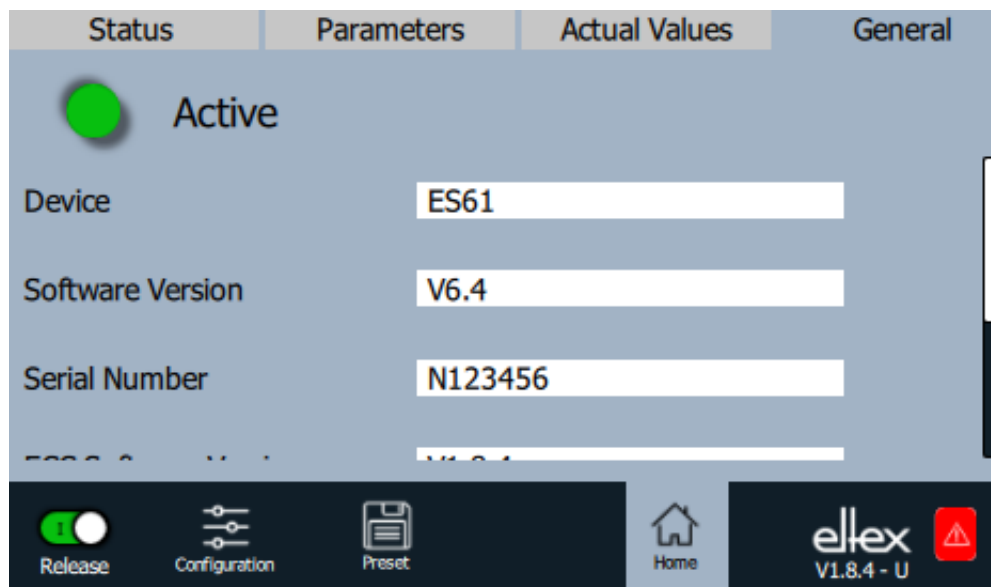 Status Parameters Actual Values General
Active
Device ES61
Software Version V6.4
Serial Number N123456
I
Release Configuration Preset Home eltex
V1.8.4 - U